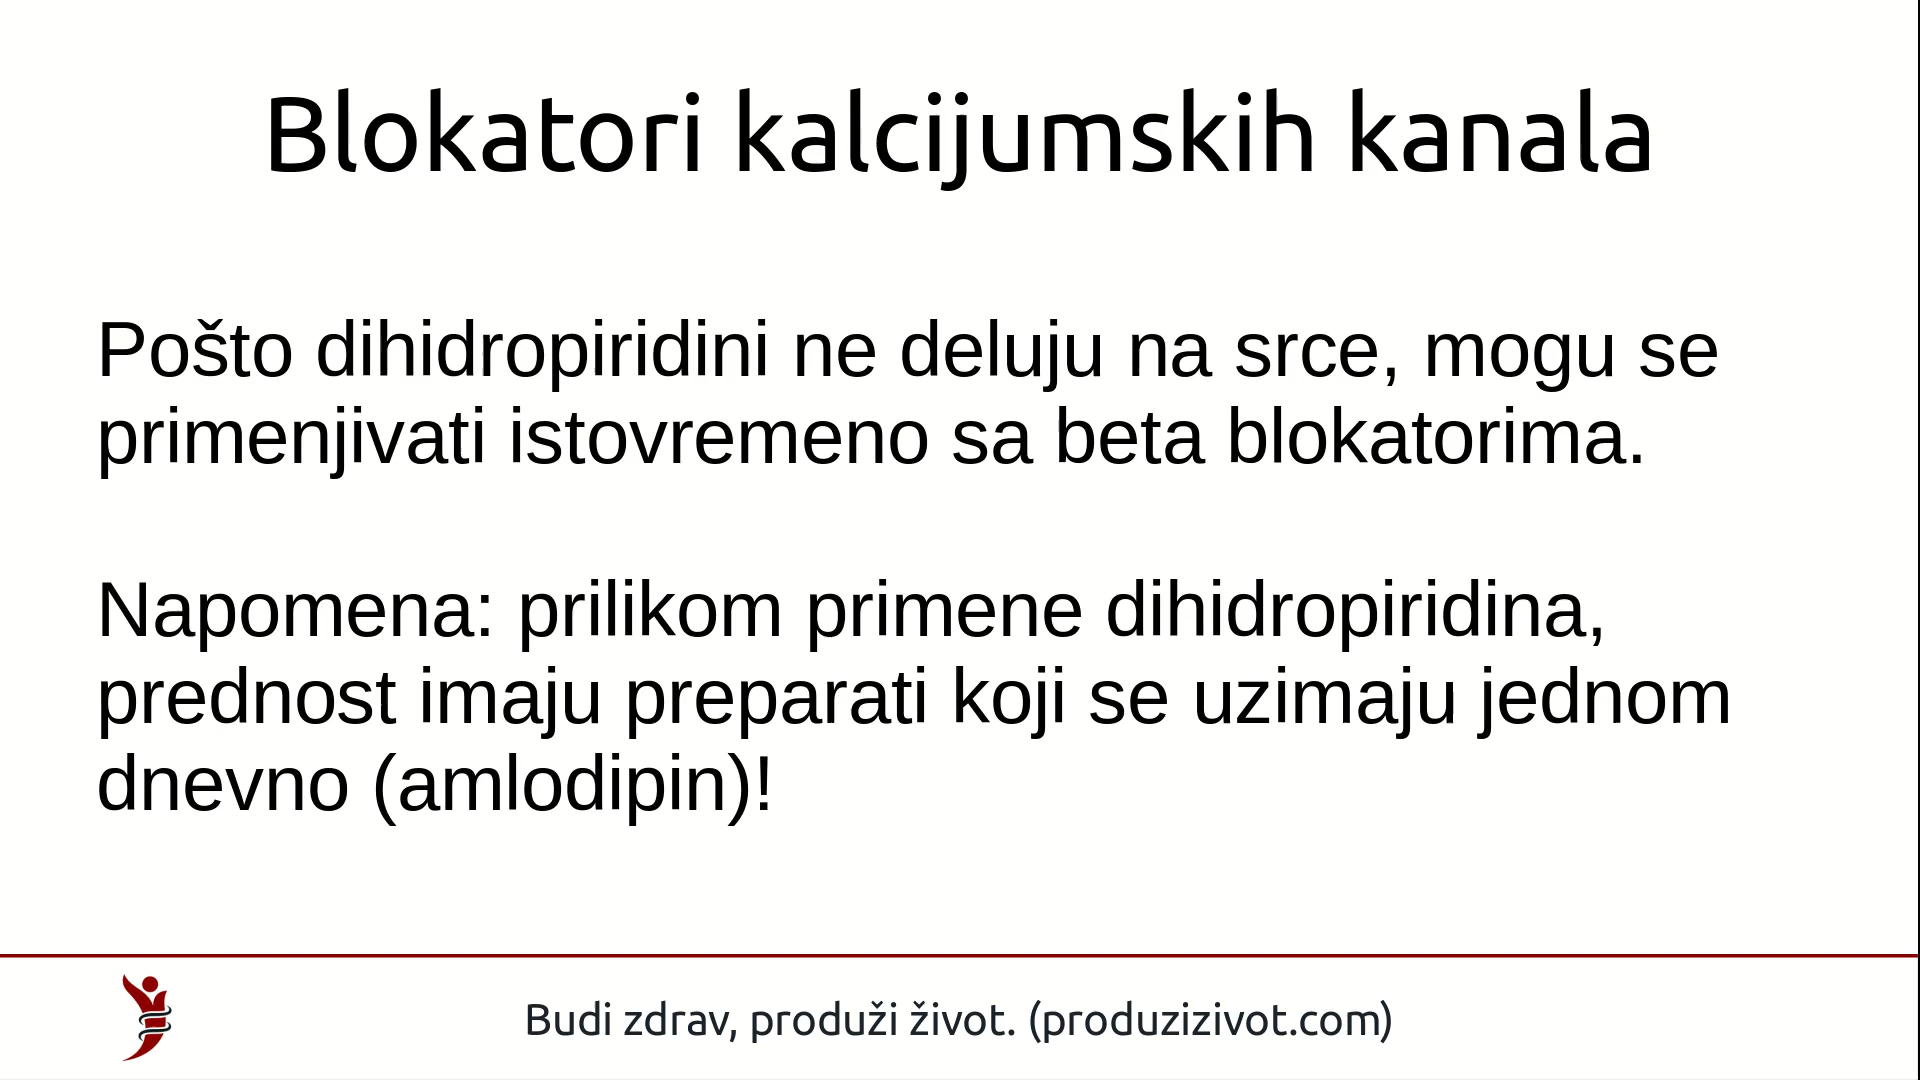 Blokatori kalcijumskih kanala
Pošto dihidropiridini ne deluju na srce, mogu se
primenjivati istovremeno sa beta blokatorima.
Napomena: prilikom primene dihidropiridina,
prednost imaju preparati koji se uzimaju jednom
dnevno (amlodipin)!
Budi zdrav, produži život. (produzizivot.com)